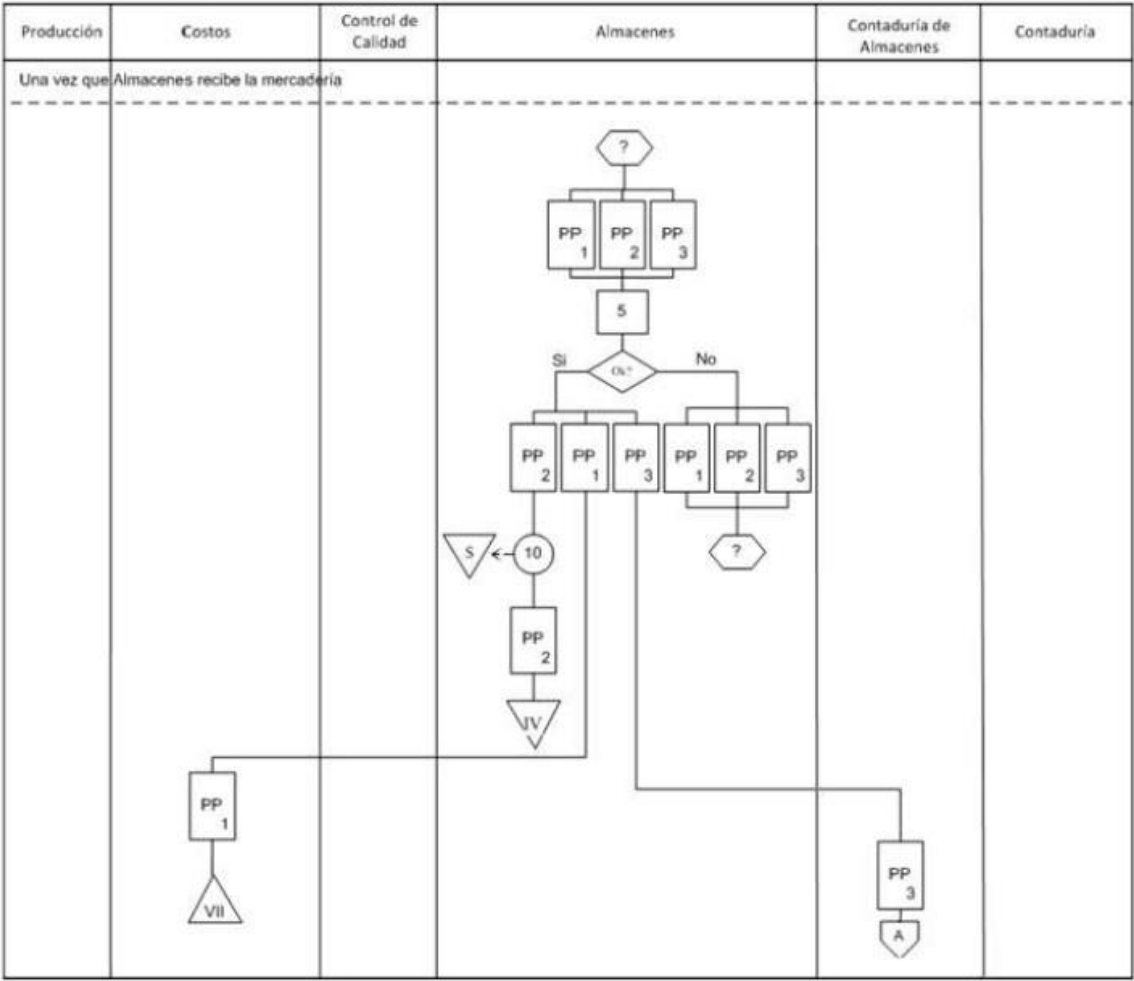 Producción
Costos
Control de
Calidad
Almacenes
Contaduría de
Almacenes
Contaduría
Una vez que Almacenes recibe la mercadería
?
PP
1
PP
2
PP
3
5
Si
Ok?
No
PP
2
PP
1
PP
3
PP
1
PP
2
PP
3
S
10
?
PP
2
IV
PP
1
VII
PP
3
A